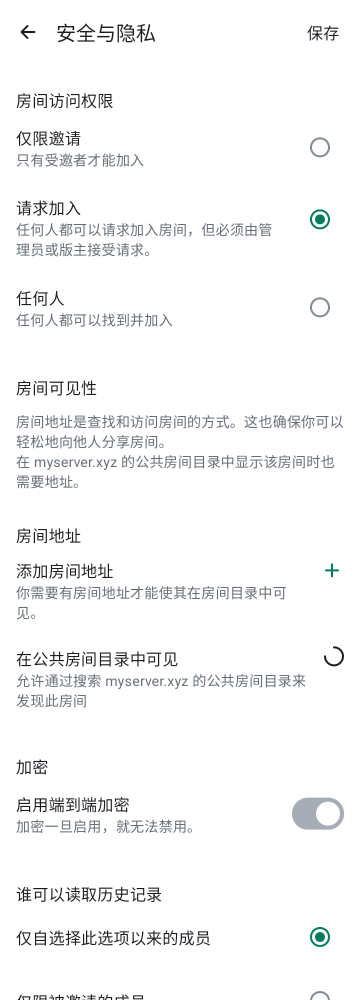 安全与隐私
保存
房间访问权限
仅限邀请
只有受邀者才能加入
请求加入
任何人都可以请求加入房间，但必须由管
理员或版主接受请求。
任何人
任何人都可以找到并加入
房间可见性
房间地址是查找和访问房间的方式。这也确保你可以
轻松地向他人分享房间。
在 myserver.xyz 的公共房间目录中显示该房间时也
需要地址。
房间地址
添加房间地址
你需要有房间地址才能使其在房间目录中可
见。
在公共房间目录中可见
允许通过搜索 myserver.xyz 的公共房间目录来
发现此房间
加密
启用端到端加密
加密一旦启用，就无法禁用。
谁可以读取历史记录
仅自选择此选项以来的成员
仅限被邀请的成员